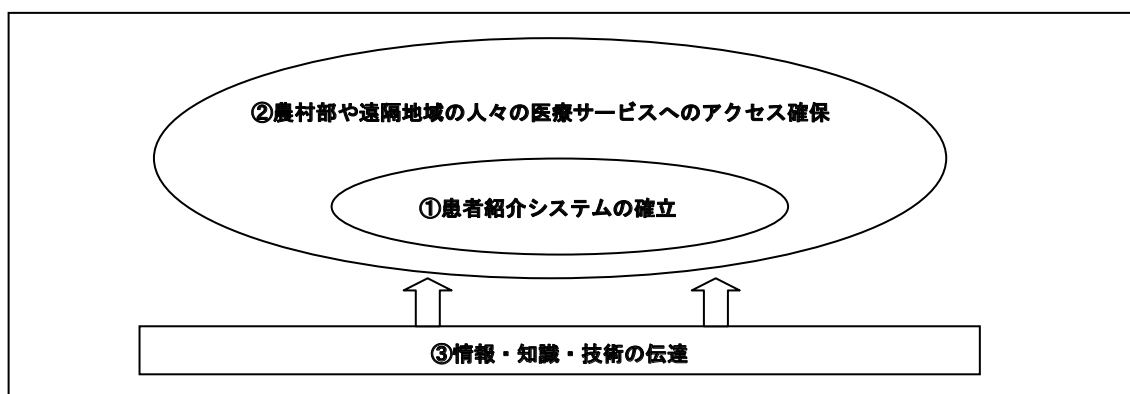 ②農村部や遠隔地域の人々の医療サービスへのアクセス確保
①患者紹介システムの確立
③情報・知識・技術の伝達